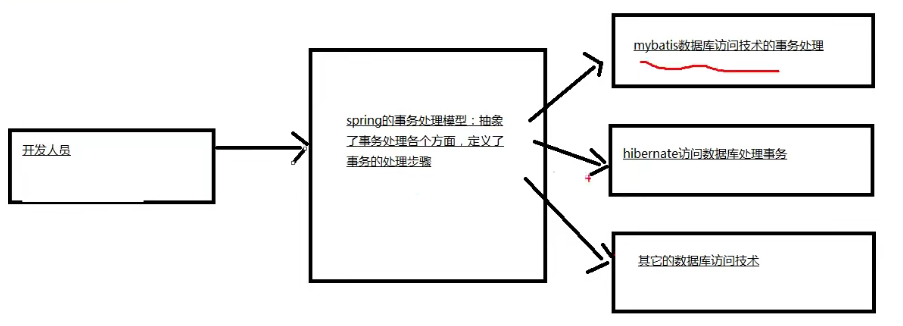 开发人员
spring的事务处理模型：抽象
了事务处理各个方面，定义了
事务的处理步骤
mybatis数据库访问技术的事务处理
hibernate访问数据库处理事务
其它的数据库访问技术